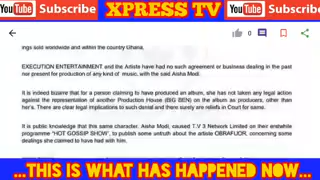 YouTube Subscribe XPRESS TV YouTube Subscribe
0
ings sold worldwide and within the country Ghana,
EXECUTION ENTERTAINMENT and the Artiste have had no such agreement or business dealing in the past
nor present for production of any kind of music, with the said Aisha Modi.
It is indeed bizarre that for a person claiming to have produced an album, she has not taken any legal action
against the representation of another Production House (BIG BEN) on the album as producers, other than
her's. There are clear legal implications to such denial and there surely are reliefs in Court for same.
It is public knowledge that this same character, Aisha Modi, caused T.V 3 Network Limited on their erstwhile
programme "HOT GOSSIP SHOW", to publish some untruth about the artiste OBRAFUOR, concerning some
dealings she claimed to have had with him.
...THIS IS WHAT HAS HAPPENED NOW...